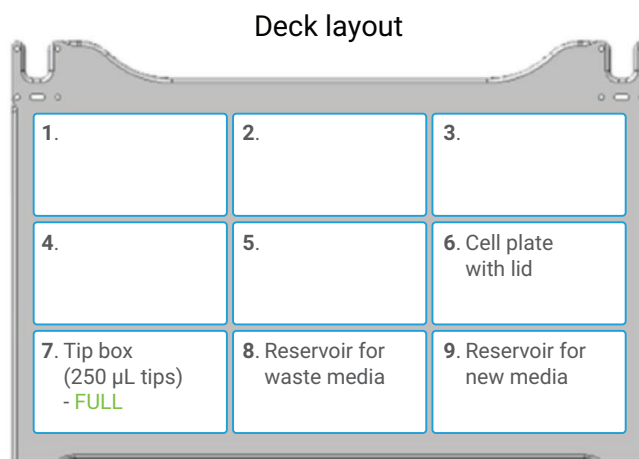 Deck layout
1.
2.
3.
4.
5.
6. Cell plate
with lid
7. Tip box
(250 µL tips)
- FULL
8. Reservoir for
waste media
9. Reservoir for
new media